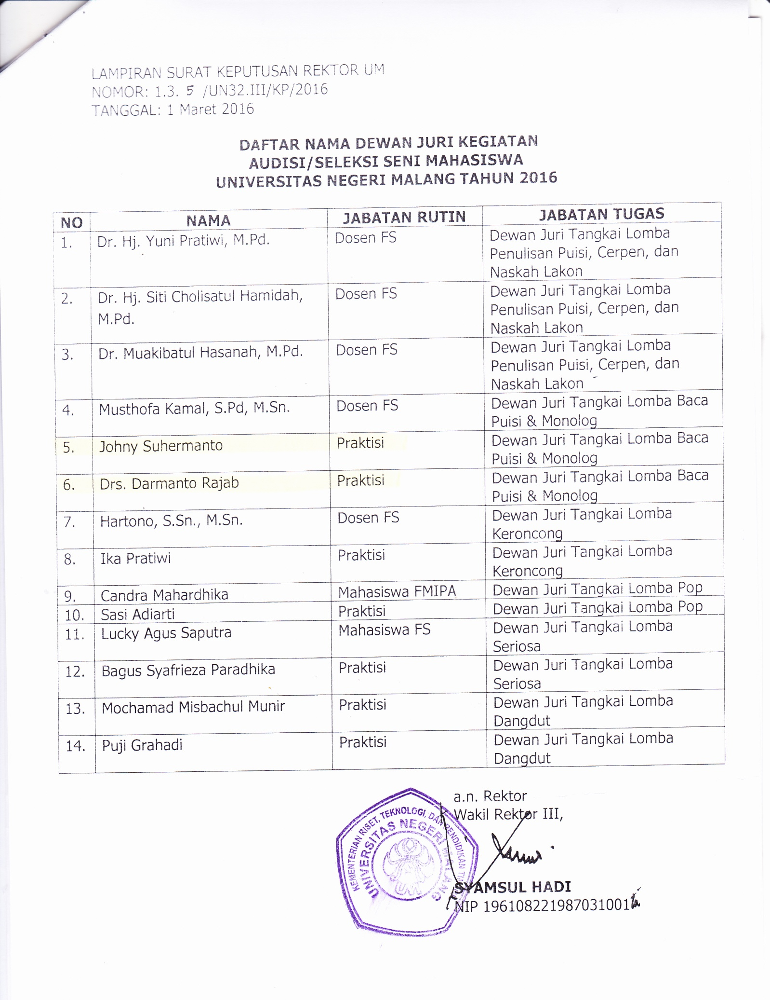 LAMPIRAN SURAT KEPUTUSAN REKTOR UM
NOMOR: 1.3. 5 /UN32.III/KP/2016
TANGGAL: 1 Maret 2016
DAFTAR NAMA DEWAN JURI KEGIATAN
AUDISI/SELEKSI SENI MAHASISWA
UNIVERSITAS NEGERI MALANG TAHUN 2016
NO NAMA JABATAN RUTIN JABATAN TUGAS
1. Dr. Hj. Yuni Pratiwi, M.Pd. Dosen FS Dewan Juri Tangkai Lomba
Penulisan Puisi, Cerpen, dan
Naskah Lakon
2. Dr. Hj. Siti Cholisatul Hamidah, Dosen FS Dewan Juri Tangkai Lomba
M.Pd. Penulisan Puisi, Cerpen, dan
Naskah Lakon
3. Dr. Muakibatul Hasanah, M.Pd. Dosen FS Dewan Juri Tangkai Lomba
Penulisan Puisi, Cerpen, dan
Naskah Lakon
4. Musthofa Kamal, S.Pd, M.Sn. Dosen FS Dewan Juri Tangkai Lomba Baca
Puisi & Monolog
5. Johny Suhermanto Praktisi Dewan Juri Tangkai Lomba Baca
Puisi & Monolog
6. Drs. Darmanto Rajab Praktisi Dewan Juri Tangkai Lomba Baca
Puisi & Monolog
7. Hartono, S.Sn., M.Sn. Dosen FS Dewan Juri Tangkai Lomba
Keroncong
8. Ika Pratiwi Praktisi Dewan Juri Tangkai Lomba
Keroncong
9. Candra Mahardhika Mahasiswa FMIPA Dewan Juri Tangkai Lomba Pop
10. Sasi Adiarti Praktisi Dewan Juri Tangkai Lomba Pop
11. Lucky Agus Saputra Mahasiswa FS Dewan Juri Tangkai Lomba
Seriosa
12. Bagus Syafrieza Paradhika Praktisi Dewan Juri Tangkai Lomba
Seriosa
13. Mochamad Misbachul Munir Praktisi Dewan Juri Tangkai Lomba
Dangdut
14. Puji Grahadi Praktisi Dewan Juri Tangkai Lomba
Dangdut
a.n. Rektor
Wakil Rektor III,
KEMENTERIAN RISET, TEKNOLOGI, DAN PENDIDIKAN
UNIVERSITAS NEGERI MALANG
UM
SYAMSUL HADI
NIP 196108221987031001